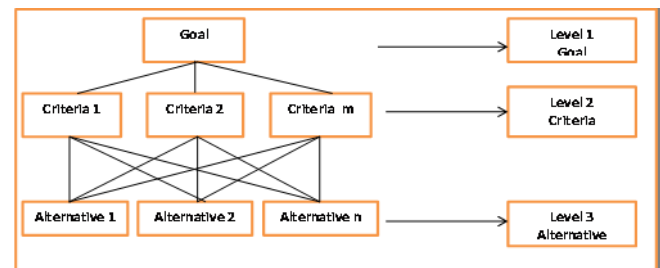 Goal
Level 1
Goal
Criteria 1
Criteria 2
Criteria m
Level 2
Criteria
Alternative 1
Alternative 2
Alternative n
Level 3
Alternative